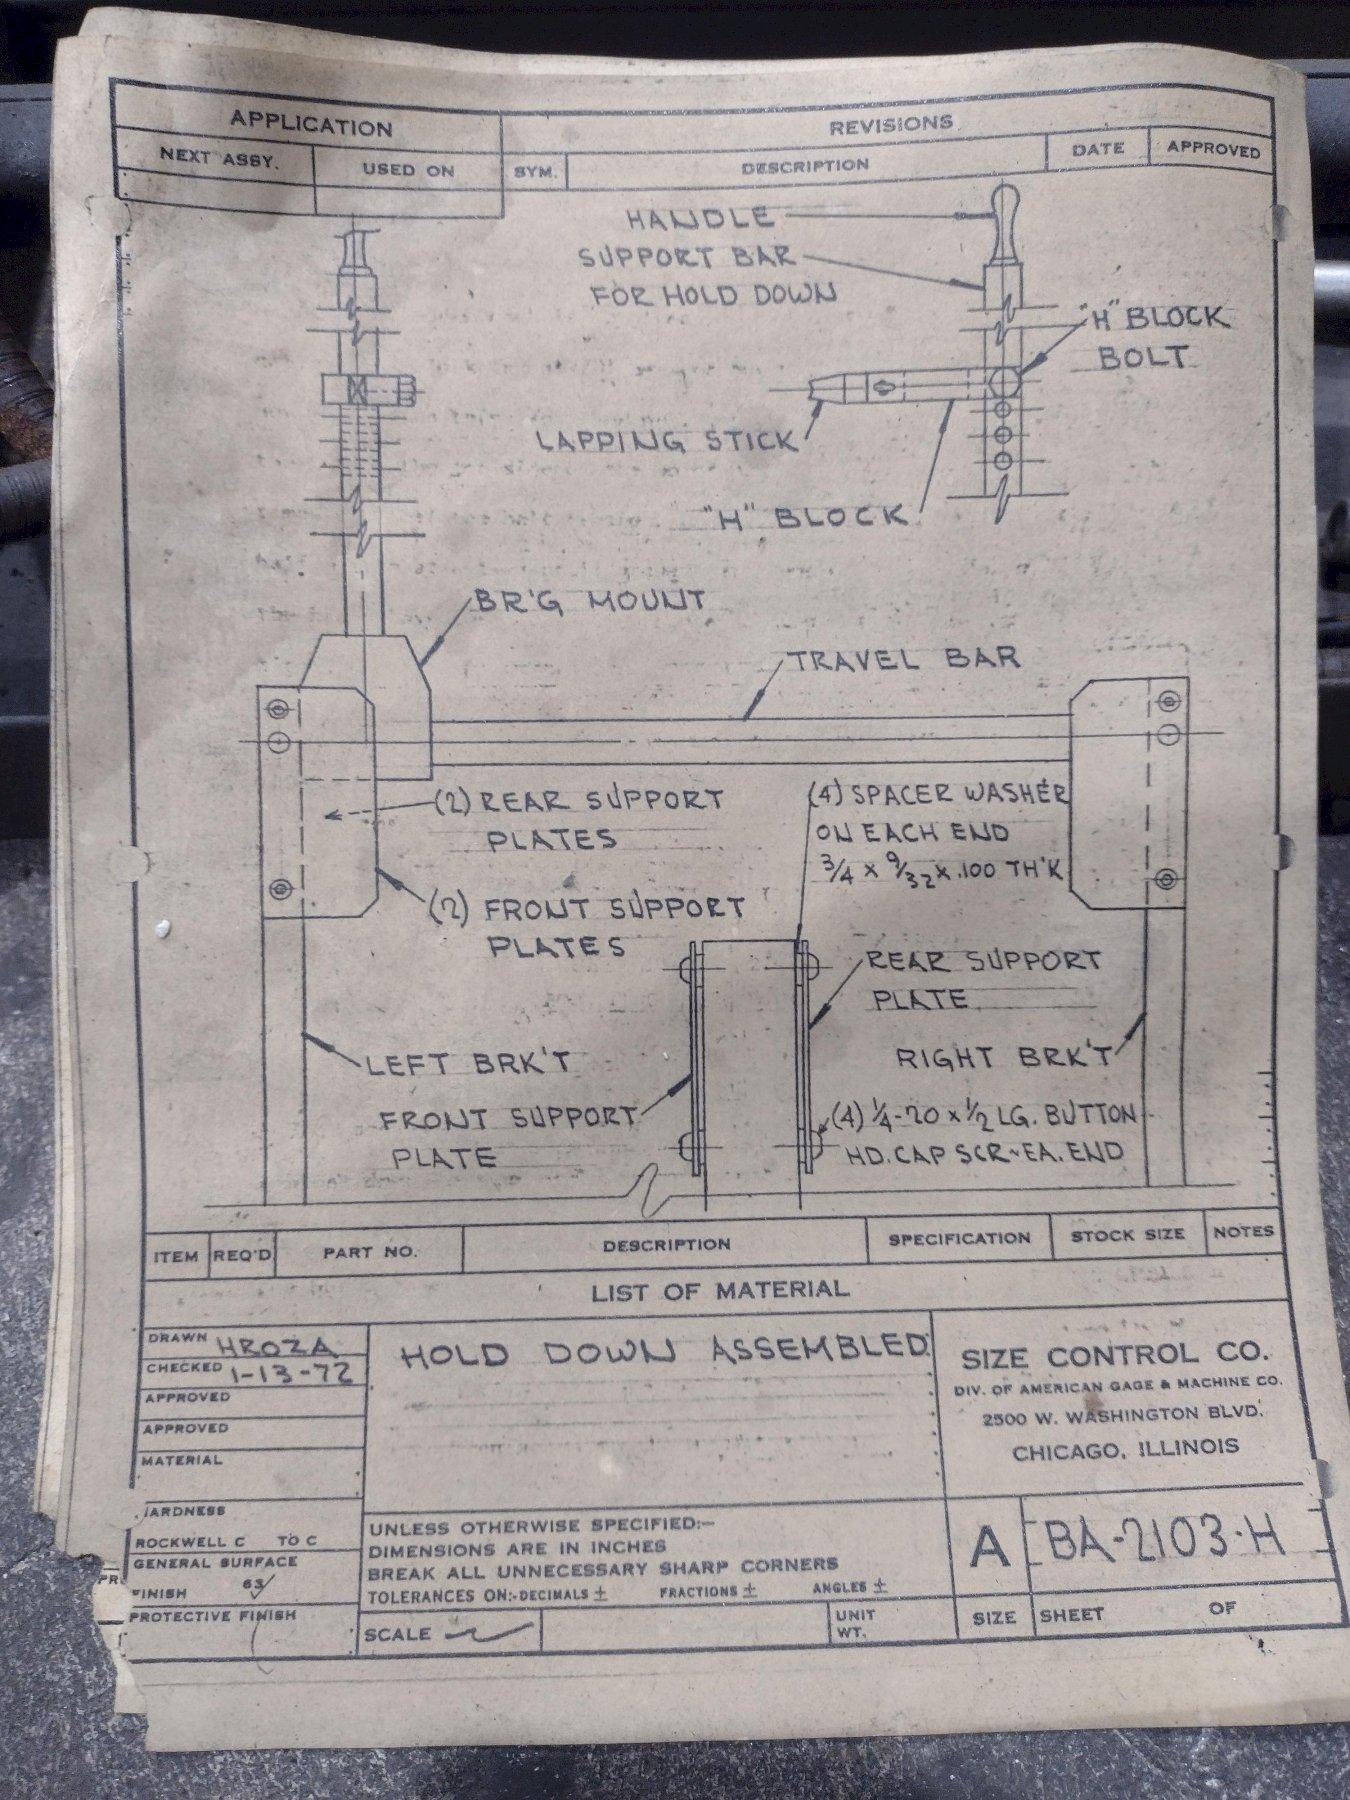 APPLICATION
REVISIONS
NEXT ASSY.
USED ON
SYM.
DESCRIPTION
DATE
APPROVED
HANDLE
SUPPORT BAR
FOR HOLD DOWN
"H" BLOCK
BOLT
LAPPING STICK
"H" BLOCK
BR'G MOUNT
TRAVEL BAR
(2) REAR SUPPORT
PLATES
(4) SPACER WASHER
ON EACH END
3/4 x 9/32 x .100 TH'K
(2) FRONT SUPPORT
PLATES
REAR SUPPORT
PLATE
LEFT BRK'T
RIGHT BRK'T
FRONT SUPPORT
PLATE
(4) 1/4-20 x 1/2 LG. BUTTON
HD. CAP SCR~EA. END
ITEM
REQ'D
PART NO.
DESCRIPTION
SPECIFICATION
STOCK SIZE
NOTES
LIST OF MATERIAL
DRAWN HROZA
CHECKED 1-13-72
APPROVED
APPROVED
MATERIAL
HOLD DOWN ASSEMBLED
SIZE CONTROL CO.
DIV. OF AMERICAN GAGE & MACHINE CO.
2500 W. WASHINGTON BLVD.
CHICAGO, ILLINOIS
HARDNESS
ROCKWELL C TO C
GENERAL SURFACE
FINISH 63/
PROTECTIVE FINISH
UNLESS OTHERWISE SPECIFIED:-
DIMENSIONS ARE IN INCHES
BREAK ALL UNNECESSARY SHARP CORNERS
TOLERANCES ON:-DECIMALS ± FRACTIONS ± ANGLES ±
SCALE
UNIT
WT.
A
BA-2103-H
SIZE
SHEET OF
PR